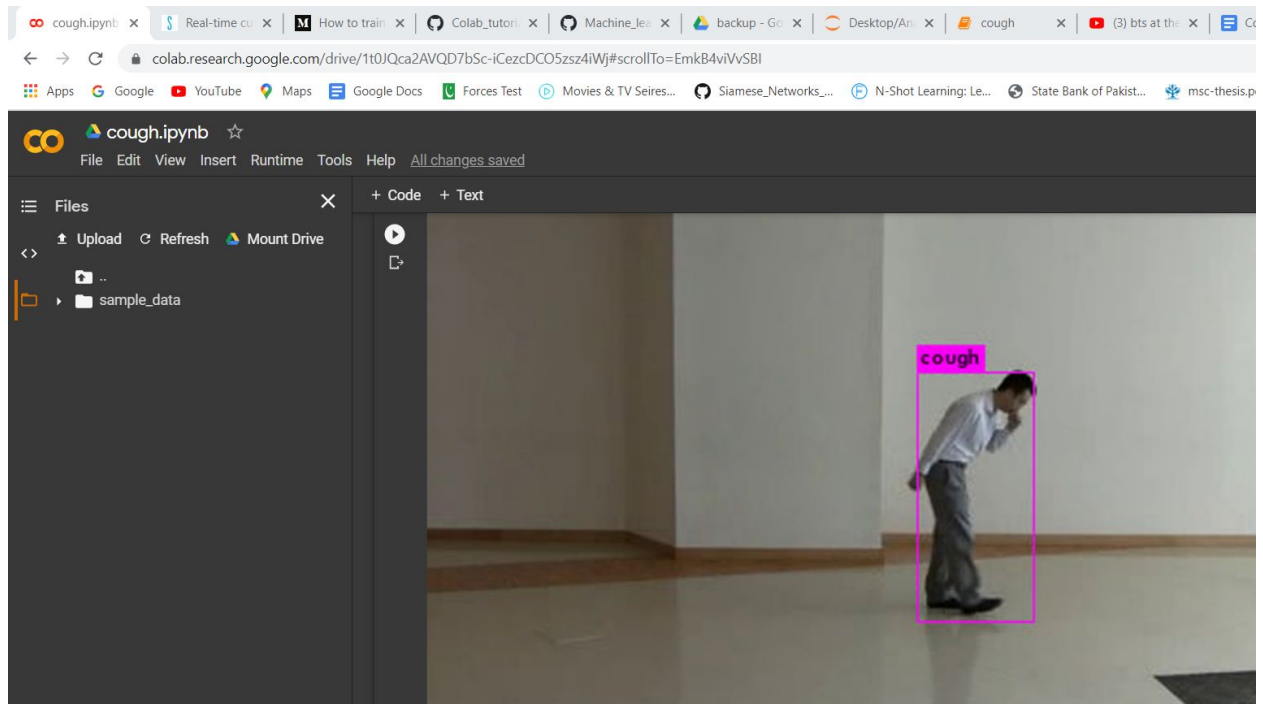 cough.ipynb Real-time cu How to train Colab_tutori Machine_lea backup - Go Desktop/An cough (3) bts at the
colab.research.google.com/drive/1t0JQca2AVQD7bSc-iCezcDCO5zsz4iWj#scrollTo=EmkB4viVvSBI
Apps Google YouTube Maps Google Docs Forces Test Movies & TV Seires... Siamese_Networks_... N-Shot Learning: Le... State Bank of Pakist... msc-thesis.p
cough.ipynb
File Edit View Insert Runtime Tools Help All changes saved
Files + Code + Text
Upload Refresh Mount Drive
..
sample_data
cough